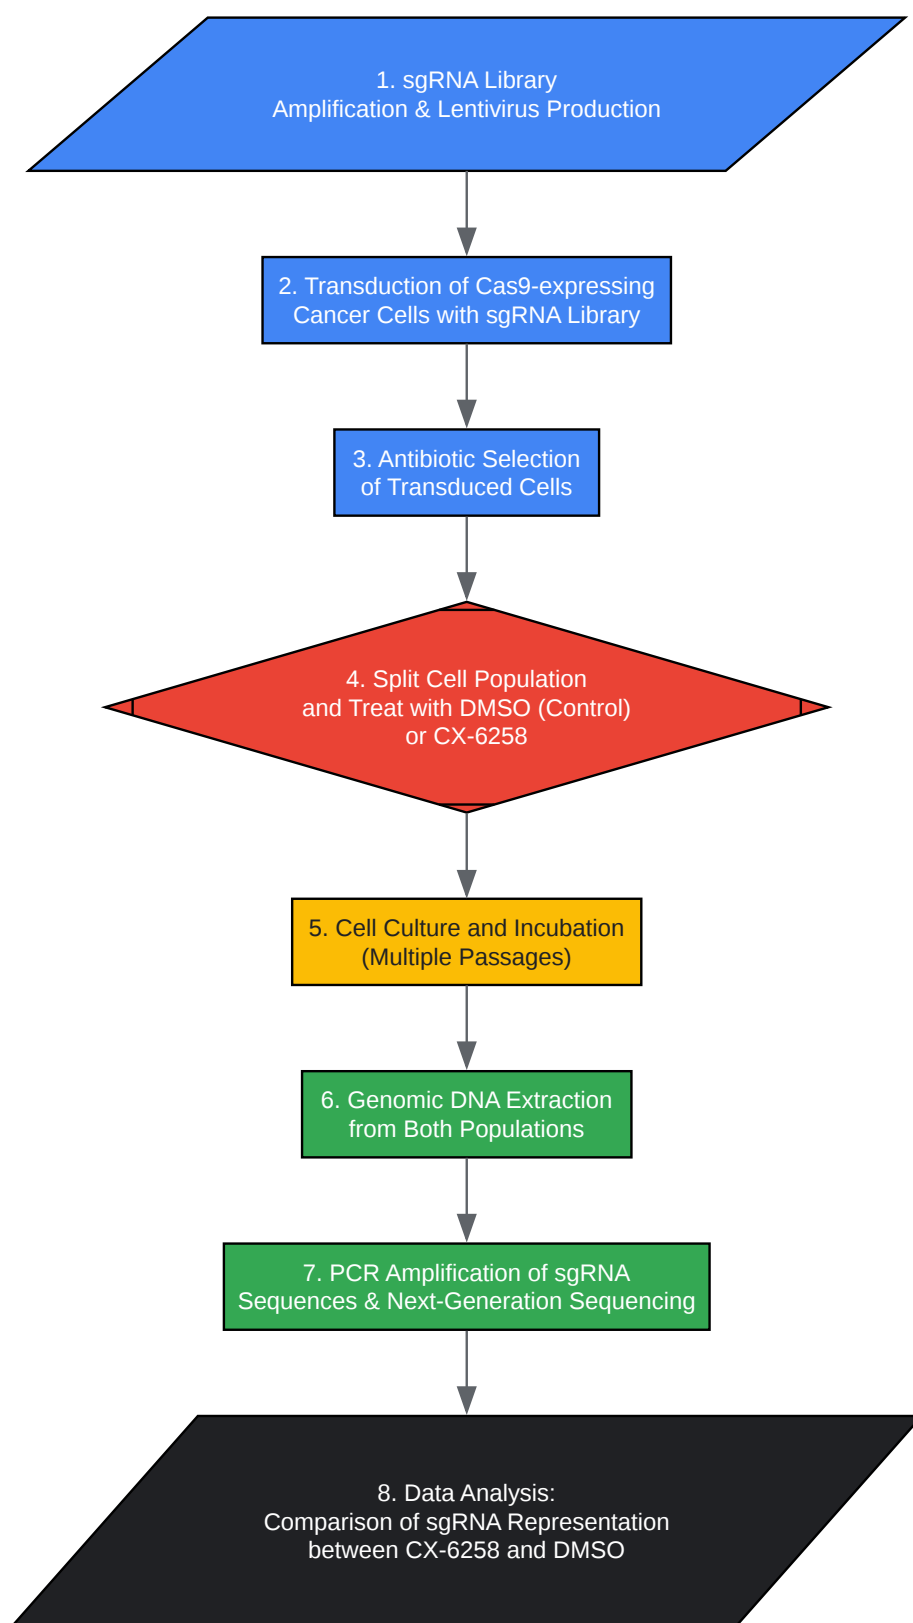 1. sgRNA Library
Amplification & Lentivirus Production
2. Transduction of Cas9-expressing
Cancer Cells with sgRNA Library
3. Antibiotic Selection
of Transduced Cells
4. Split Cell Population
and Treat with DMSO (Control)
or CX-6258
5. Cell Culture and Incubation
(Multiple Passages)
6. Genomic DNA Extraction
from Both Populations
7. PCR Amplification of sgRNA
Sequences & Next-Generation Sequencing
8. Data Analysis:
Comparison of sgRNA Representation
between CX-6258 and DMSO